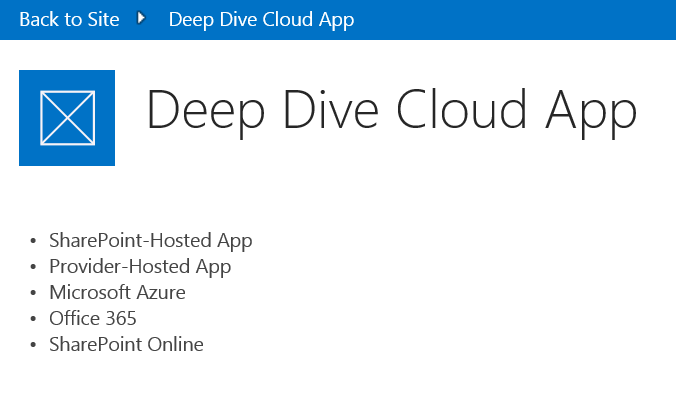 Back to Site Deep Dive Cloud App
Deep Dive Cloud App
• SharePoint-Hosted App
• Provider-Hosted App
• Microsoft Azure
• Office 365
• SharePoint Online